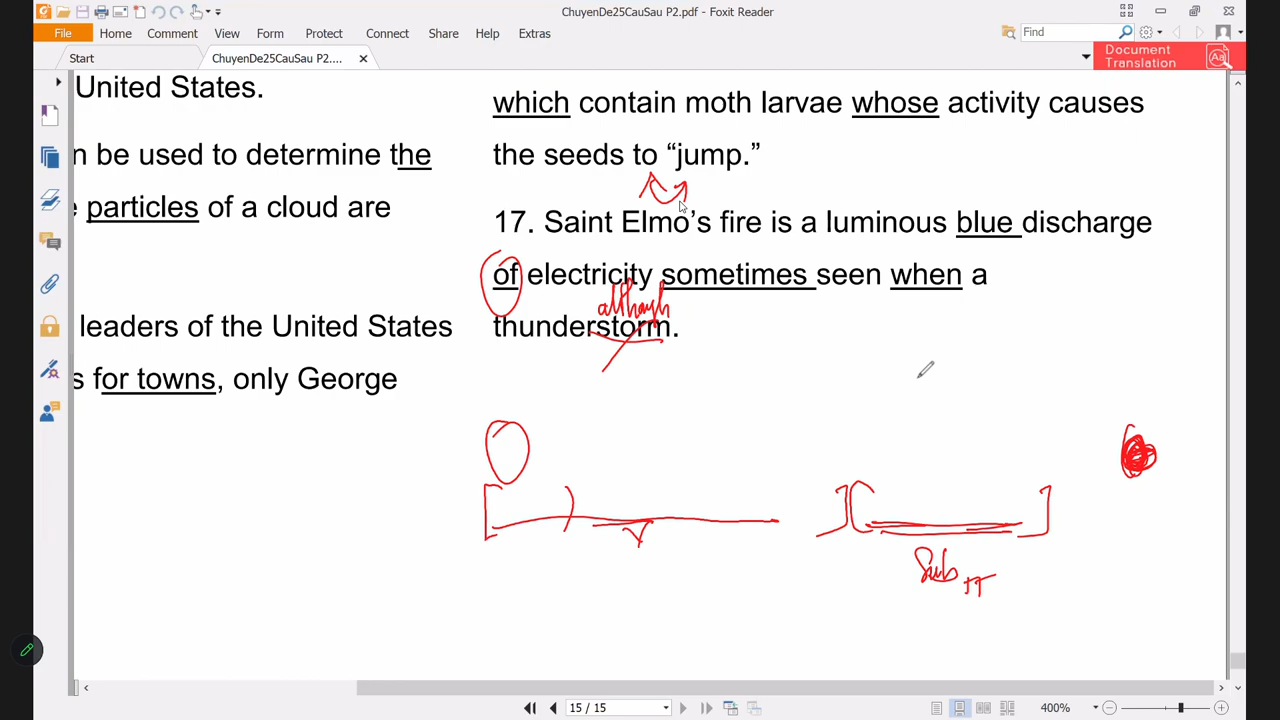 ChuyenDe25CauSau P2.pdf - Foxit Reader
File Home Comment View Form Protect Connect Share Help Extras
Find
Start
ChuyenDe25CauSau P2....
Document Translation
United States.
n be used to determine the
particles of a cloud are
leaders of the United States
s for towns, only George
which contain moth larvae whose activity causes
the seeds to “jump.”
17. Saint Elmo’s fire is a luminous blue discharge
of electricity sometimes seen when a
although
thunderstorm.
V
Sub
15 / 15
400%